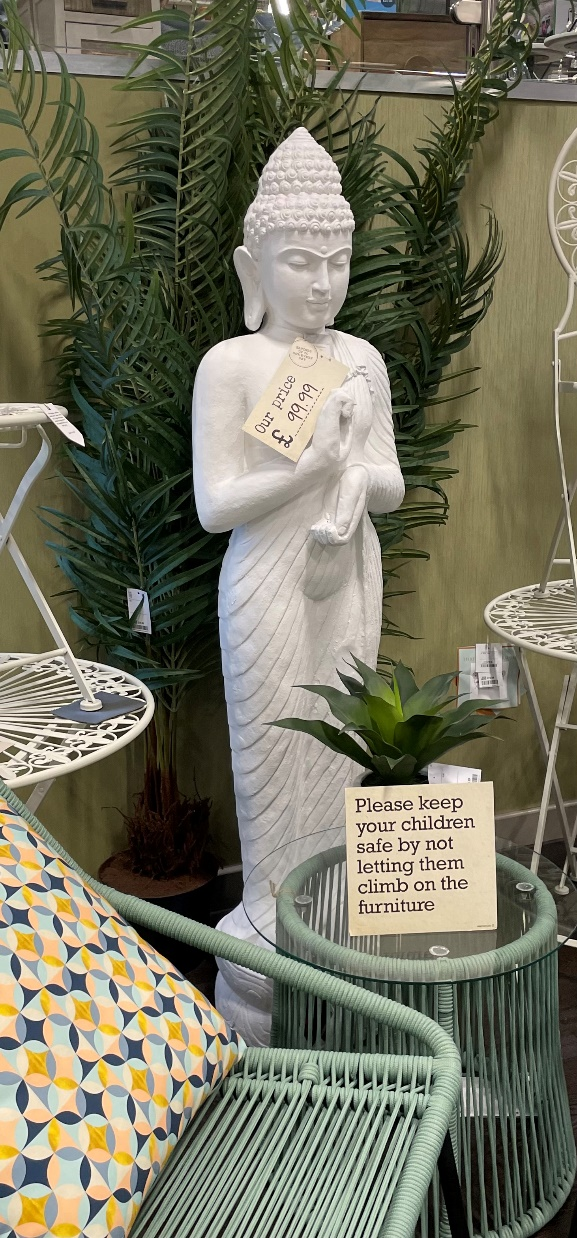 Our price
£ 99.99
Please keep
your children
safe by not
letting them
climb on the
furniture